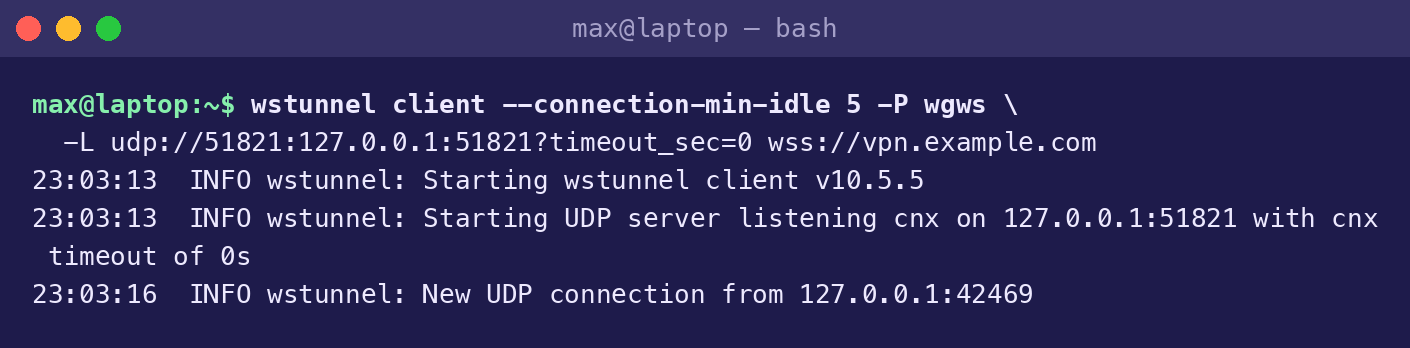 max@laptop — bash
max@laptop:~$ wstunnel client --connection-min-idle 5 -P wgws \
-L udp://51821:127.0.0.1:51821?timeout_sec=0 wss://vpn.example.com
23:03:13  INFO wstunnel: Starting wstunnel client v10.5.5
23:03:13  INFO wstunnel: Starting UDP server listening cnx on 127.0.0.1:51821 with cnx
timeout of 0s
23:03:16  INFO wstunnel: New UDP connection from 127.0.0.1:42469